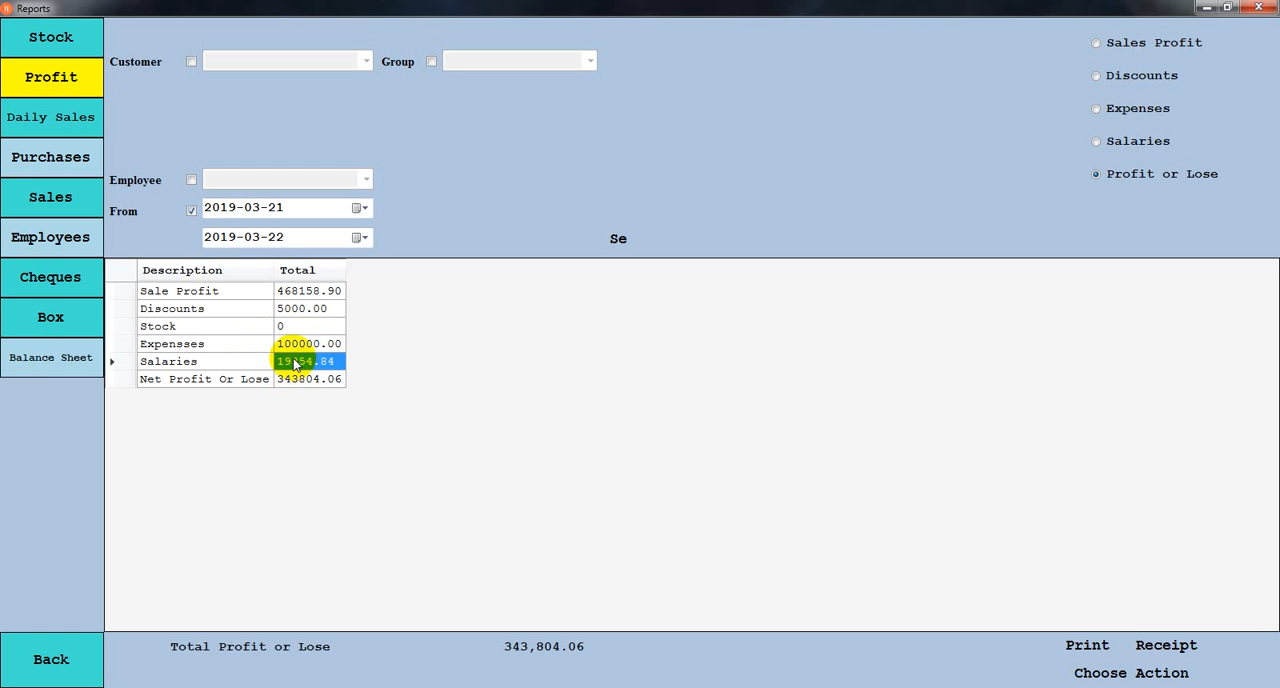 Reports
Stock
Profit
Daily Sales
Purchases
Sales
Employees
Cheques
Box
Balance Sheet
Back
Customer
Group
Employee
From
2019-03-21
2019-03-22
Se
Sales Profit
Discounts
Expenses
Salaries
Profit or Lose
Description Total
Sale Profit 468158.90
Discounts 5000.00
Stock 0
Expensses 100000.00
Salaries 19354.84
Net Profit Or Lose 343804.06
Total Profit or Lose 343,804.06
Print Receipt
Choose Action